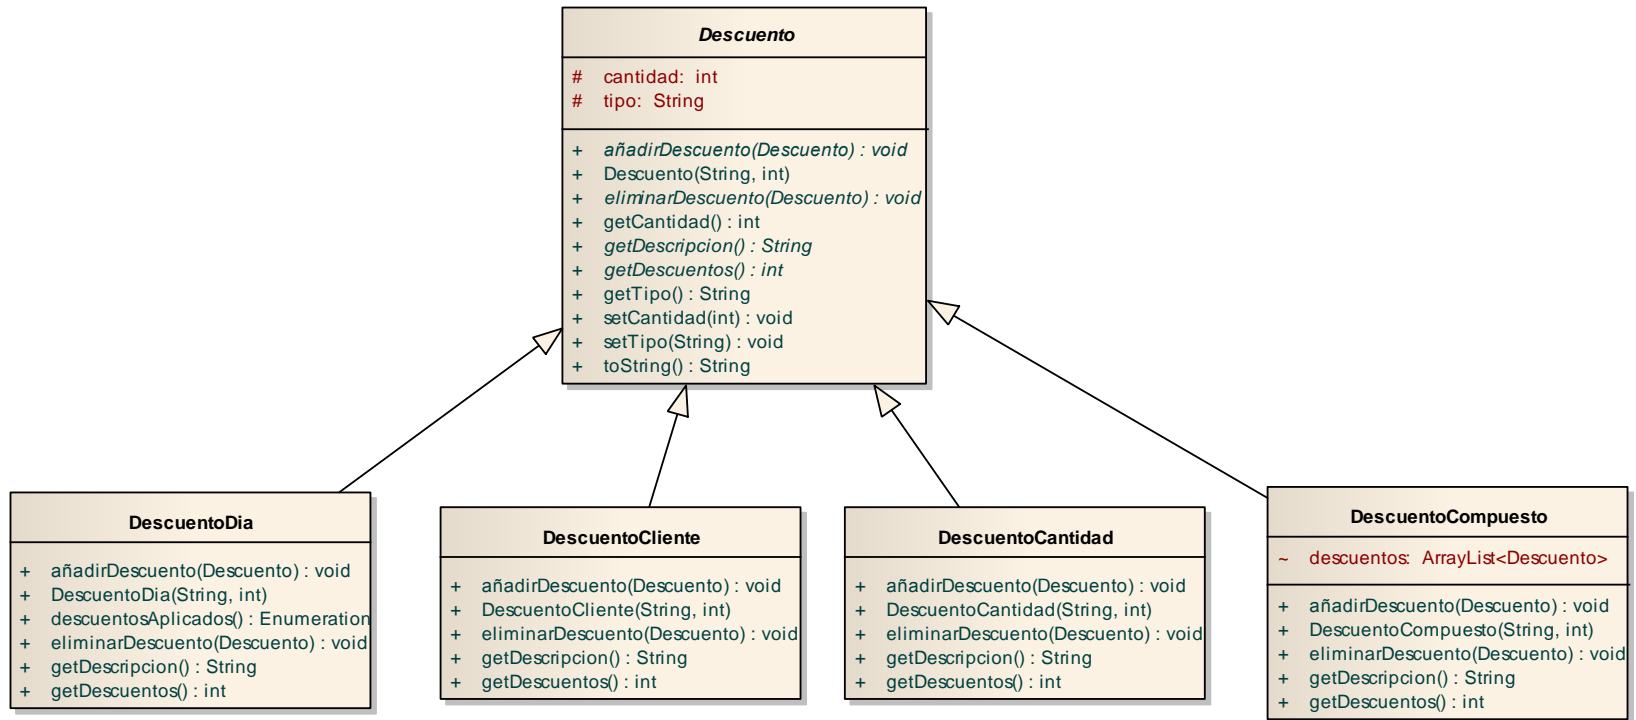 Descuento
# cantidad: int
# tipo: String
+ añadirDescuento(Descuento) : void
+ Descuento(String, int)
+ eliminarDescuento(Descuento) : void
+ getCantidad() : int
+ getDescripcion() : String
+ getDescuentos() : int
+ getTipo() : String
+ setCantidad(int) : void
+ setTipo(String) : void
+ toString() : String
DescuentoDia
+ añadirDescuento(Descuento) : void
+ DescuentoDia(String, int)
+ descuentosAplicados() : Enumeration
+ eliminarDescuento(Descuento) : void
+ getDescripcion() : String
+ getDescuentos() : int
DescuentoCliente
+ añadirDescuento(Descuento) : void
+ DescuentoCliente(String, int)
+ eliminarDescuento(Descuento) : void
+ getDescripcion() : String
+ getDescuentos() : int
DescuentoCantidad
+ añadirDescuento(Descuento) : void
+ DescuentoCantidad(String, int)
+ eliminarDescuento(Descuento) : void
+ getDescripcion() : String
+ getDescuentos() : int
DescuentoCompuesto
~ descuentos: ArrayList<Descuento>
+ añadirDescuento(Descuento) : void
+ DescuentoCompuesto(String, int)
+ eliminarDescuento(Descuento) : void
+ getDescripcion() : String
+ getDescuentos() : int